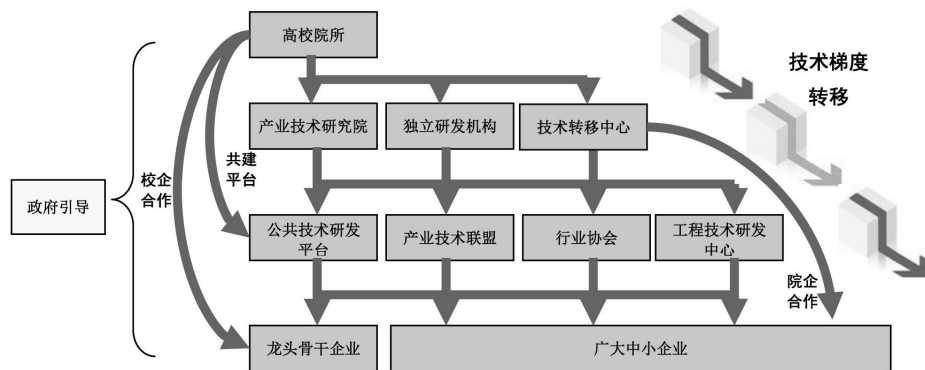 高校院所
技术梯度
转移
产业技术研究院
独立研发机构
技术转移中心
共建
平台
校企
合作
政府引导
公共技术研发
平台
产业技术联盟
行业协会
工程技术研发
中心
院企
合作
龙头骨干企业
广大中小企业